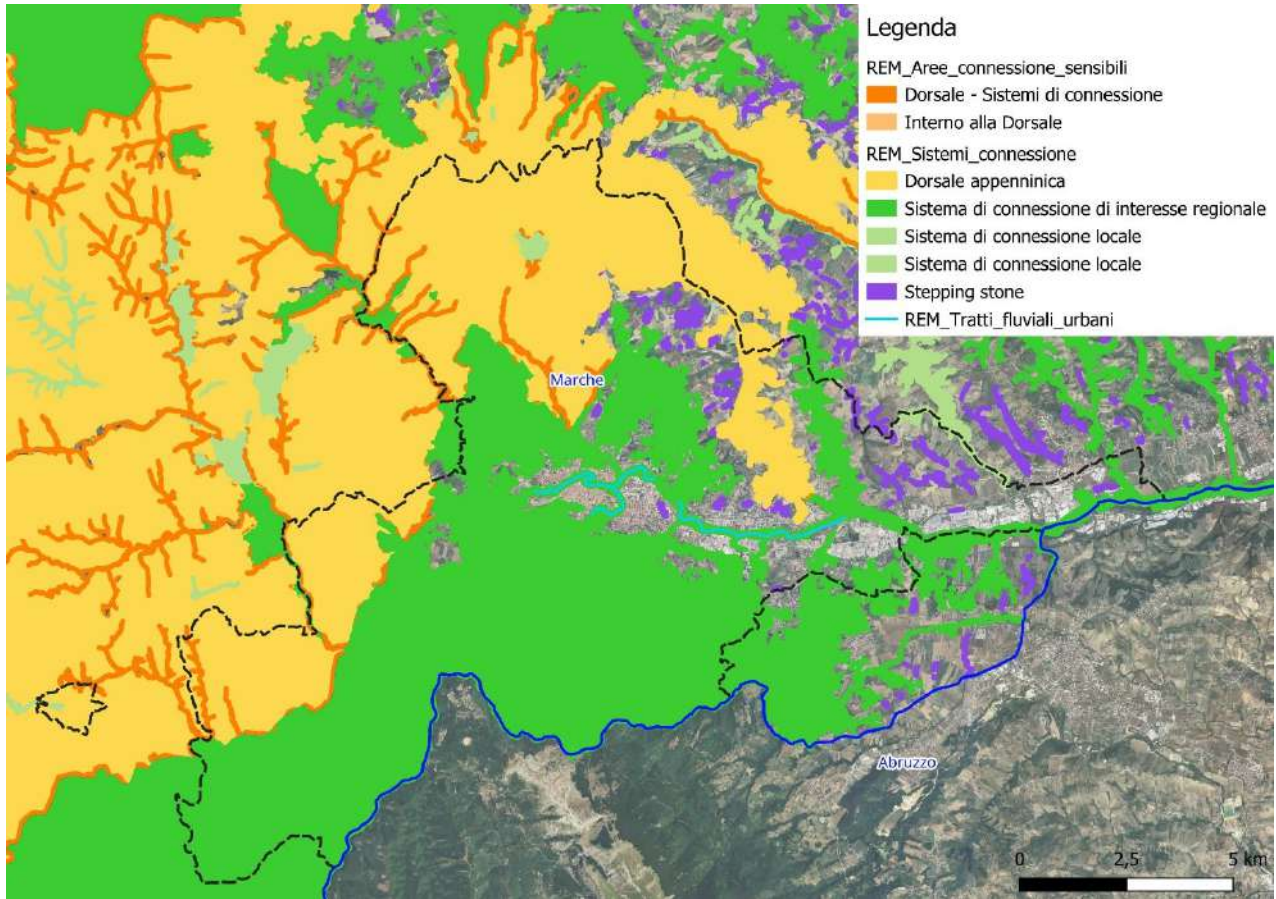 Legenda
REM_Aree_connessione_sensibili
Dorsale - Sistemi di connessione
Interno alla Dorsale
REM_Sistemi_connessione
Dorsale appenninica
Sistema di connessione di interesse regionale
Sistema di connessione locale
Sistema di connessione locale
Stepping stone
REM_Tratti_fluviali_urbani
Marche
Abruzzo
0 2,5 5 km